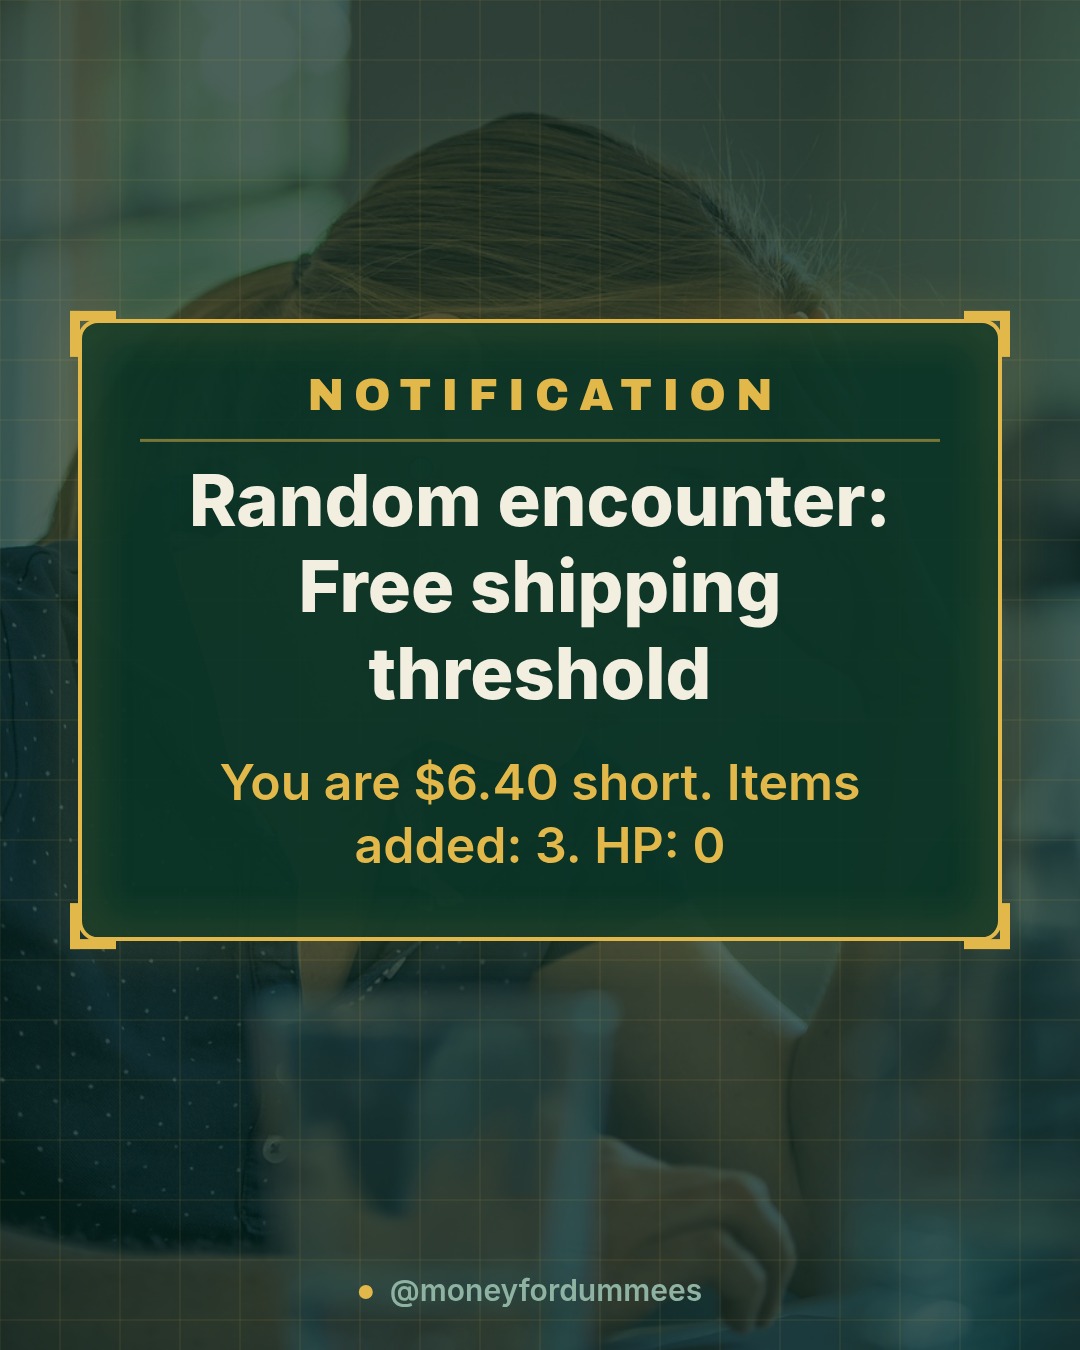 NOTIFICATION
Random encounter:
Free shipping
threshold
You are $6.40 short. Items
added: 3. HP: 0
@moneyfordummees